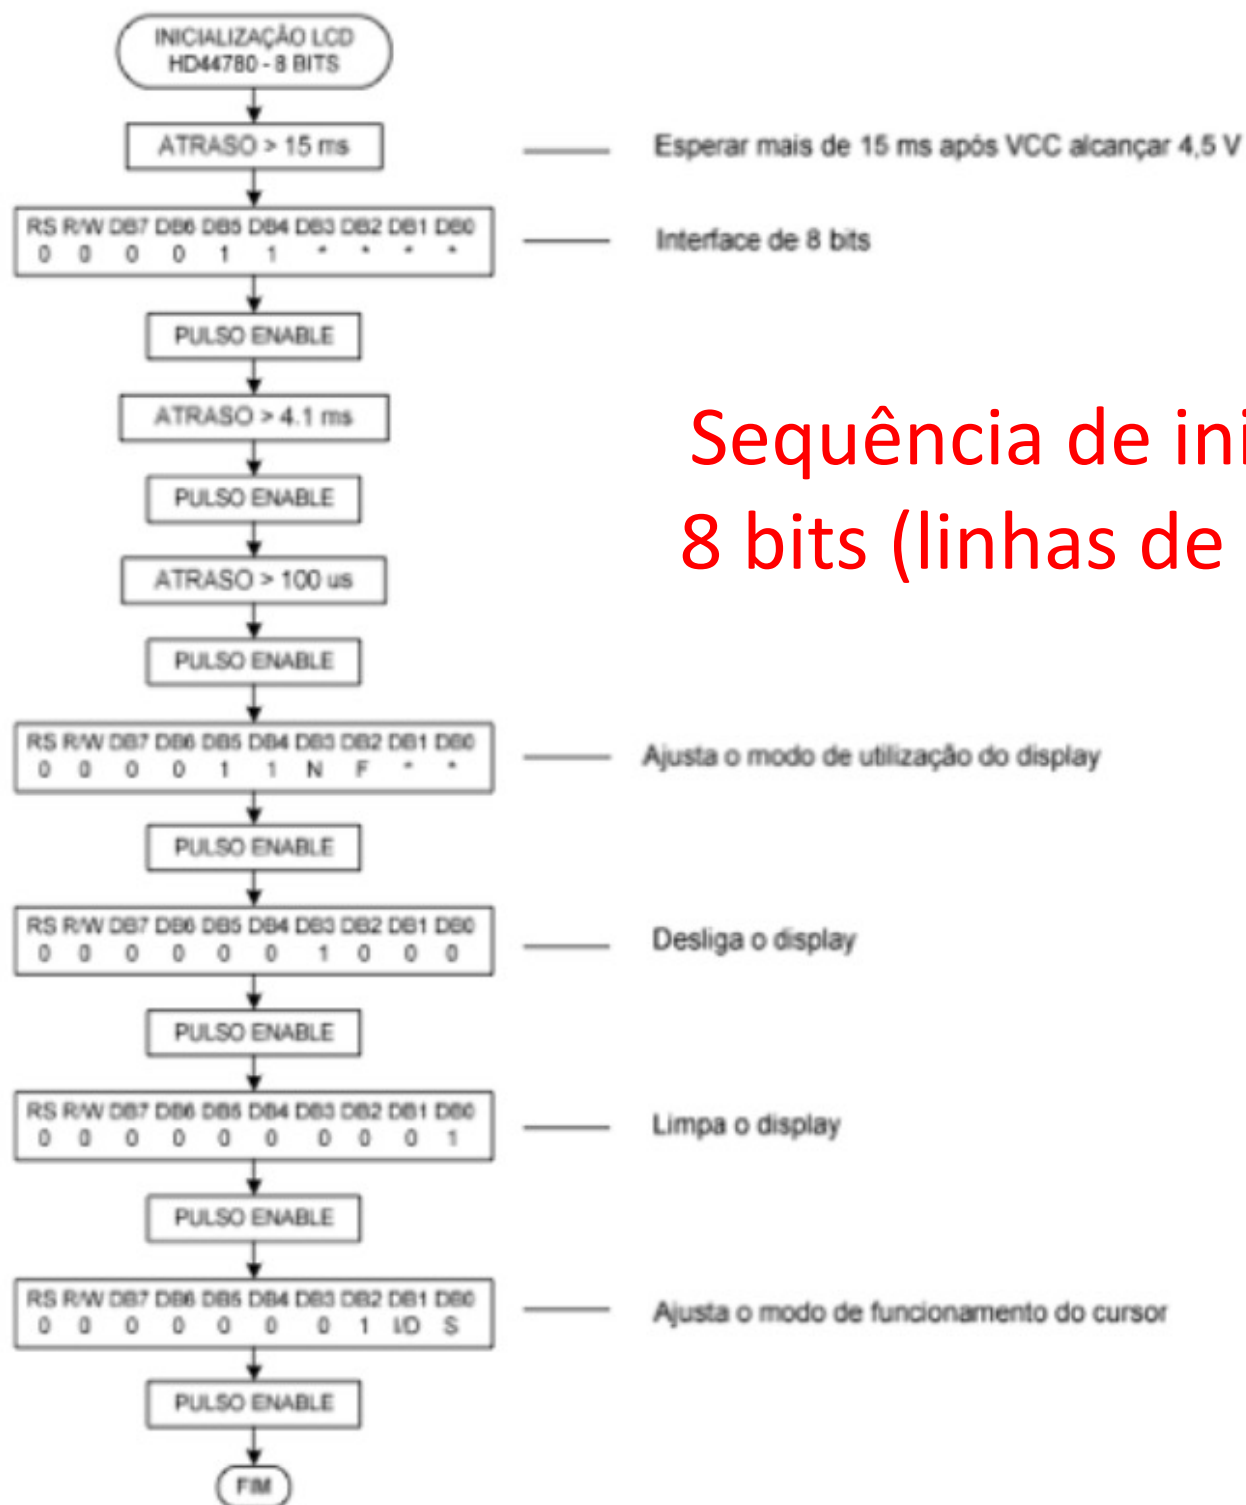 INICIALIZAÇÃO LCD
HD44780 - 8 BITS
ATRASO > 15 ms
Esperar mais de 15 ms após VCC alcançar 4,5 V
RS R/W DB7 DB6 DB5 DB4 DB3 DB2 DB1 DB0
0 0 0 0 1 1 * * * *
Interface de 8 bits
PULSO ENABLE
ATRASO > 4.1 ms
Sequência de ini
PULSO ENABLE
8 bits (linhas de
ATRASO > 100 us
PULSO ENABLE
RS R/W DB7 DB6 DB5 DB4 DB3 DB2 DB1 DB0
0 0 0 0 1 1 N F * *
Ajusta o modo de utilização do display
PULSO ENABLE
RS R/W DB7 DB6 DB5 DB4 DB3 DB2 DB1 DB0
0 0 0 0 0 0 1 0 0 0
Desliga o display
PULSO ENABLE
RS R/W DB7 DB6 DB5 DB4 DB3 DB2 DB1 DB0
0 0 0 0 0 0 0 0 0 1
Limpa o display
PULSO ENABLE
RS R/W DB7 DB6 DB5 DB4 DB3 DB2 DB1 DB0
0 0 0 0 0 0 0 1 I/D S
Ajusta o modo de funcionamento do cursor
PULSO ENABLE
FIM